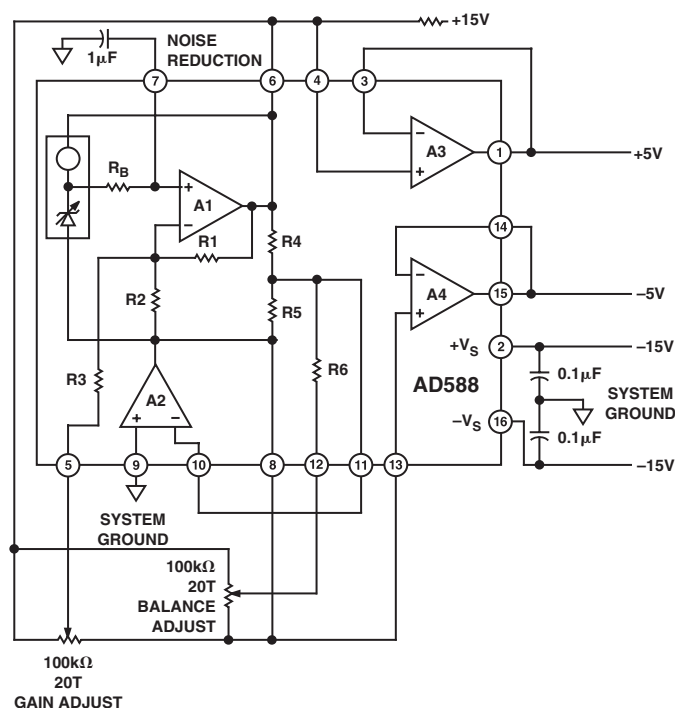 +15V
1µF
NOISE
REDUCTION
7
6
4
3
RB
A1
+
–
R1
R4
R2
R5
R3
R6
A2
+
–
A3
–
+
1
+5V
14
A4
–
+
15
–5V
+VS
2
–15V
AD588
0.1µF
SYSTEM
GROUND
–VS
16
0.1µF
–15V
5
9
10
8
12
11
13
SYSTEM
GROUND
100kΩ
20T
BALANCE
ADJUST
100kΩ
20T
GAIN ADJUST